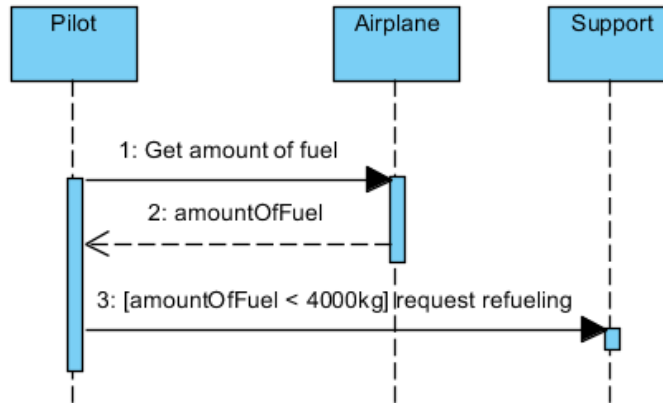 Pilot
Airplane
Support
1: Get amount of fuel
2: amountOfFuel
3: [amountOfFuel < 4000kg] request refueling